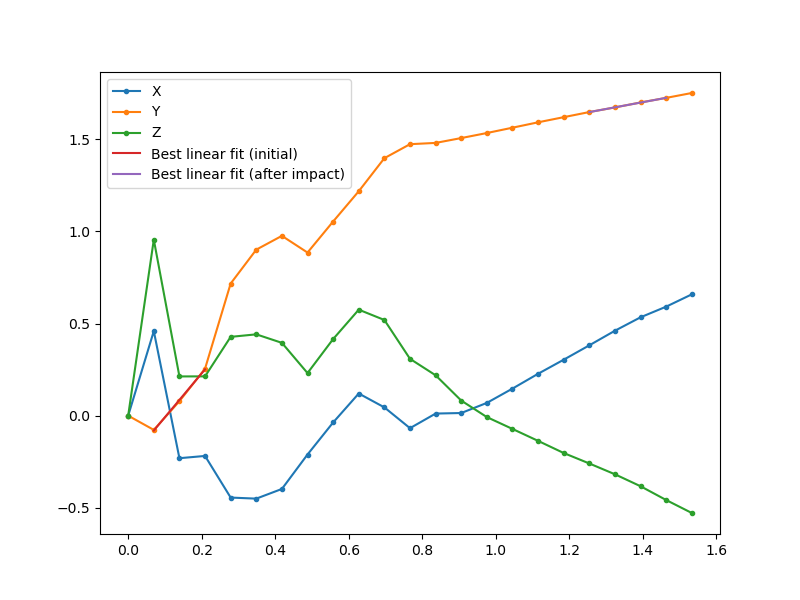 X
Y
Z
Best linear fit (initial)
Best linear fit (after impact)
1.5
1.0
0.5
0.0
−0.5
0.0 0.2 0.4 0.6 0.8 1.0 1.2 1.4 1.6